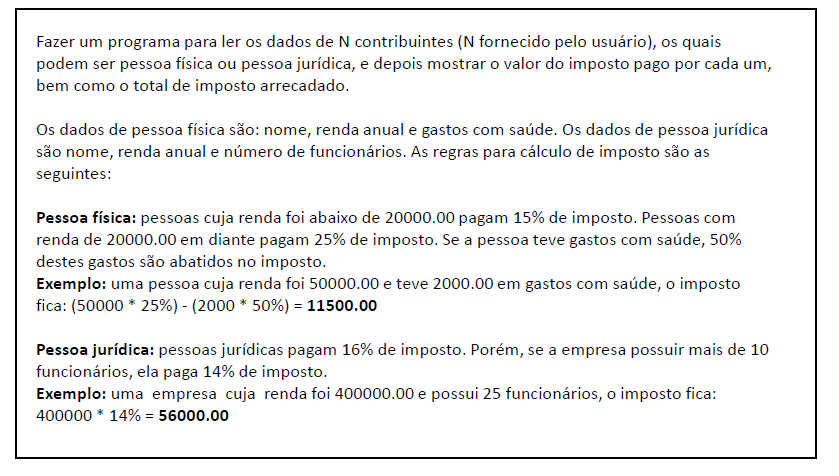 Fazer um programa para ler os dados de N contribuintes (N fornecido pelo usuário), os quais
podem ser pessoa física ou pessoa jurídica, e depois mostrar o valor do imposto pago por cada um,
bem como o total de imposto arrecadado.
Os dados de pessoa física são: nome, renda anual e gastos com saúde. Os dados de pessoa jurídica
são nome, renda anual e número de funcionários. As regras para cálculo de imposto são as
seguintes:
Pessoa física: pessoas cuja renda foi abaixo de 20000.00 pagam 15% de imposto. Pessoas com
renda de 20000.00 em diante pagam 25% de imposto. Se a pessoa teve gastos com saúde, 50%
destes gastos são abatidos no imposto.
Exemplo: uma pessoa cuja renda foi 50000.00 e teve 2000.00 em gastos com saúde, o imposto
fica: (50000 * 25%) - (2000 * 50%) = 11500.00
Pessoa jurídica: pessoas jurídicas pagam 16% de imposto. Porém, se a empresa possuir mais de 10
funcionários, ela paga 14% de imposto.
Exemplo: uma empresa cuja renda foi 400000.00 e possui 25 funcionários, o imposto fica:
400000 * 14% = 56000.00